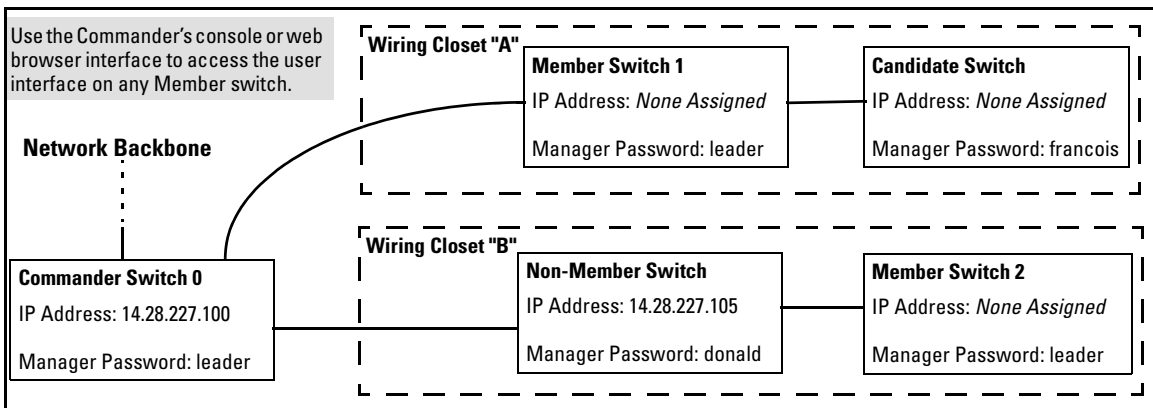 Use the Commander's console or web
browser interface to access the user
interface on any Member switch.
Network Backbone
Commander Switch 0
IP Address: 14.28.227.100
Manager Password: leader
Wiring Closet "A"
Member Switch 1
IP Address: None Assigned
Manager Password: leader
Candidate Switch
IP Address: None Assigned
Manager Password: francois
Wiring Closet "B"
Non-Member Switch
IP Address: 14.28.227.105
Manager Password: donald
Member Switch 2
IP Address: None Assigned
Manager Password: leader